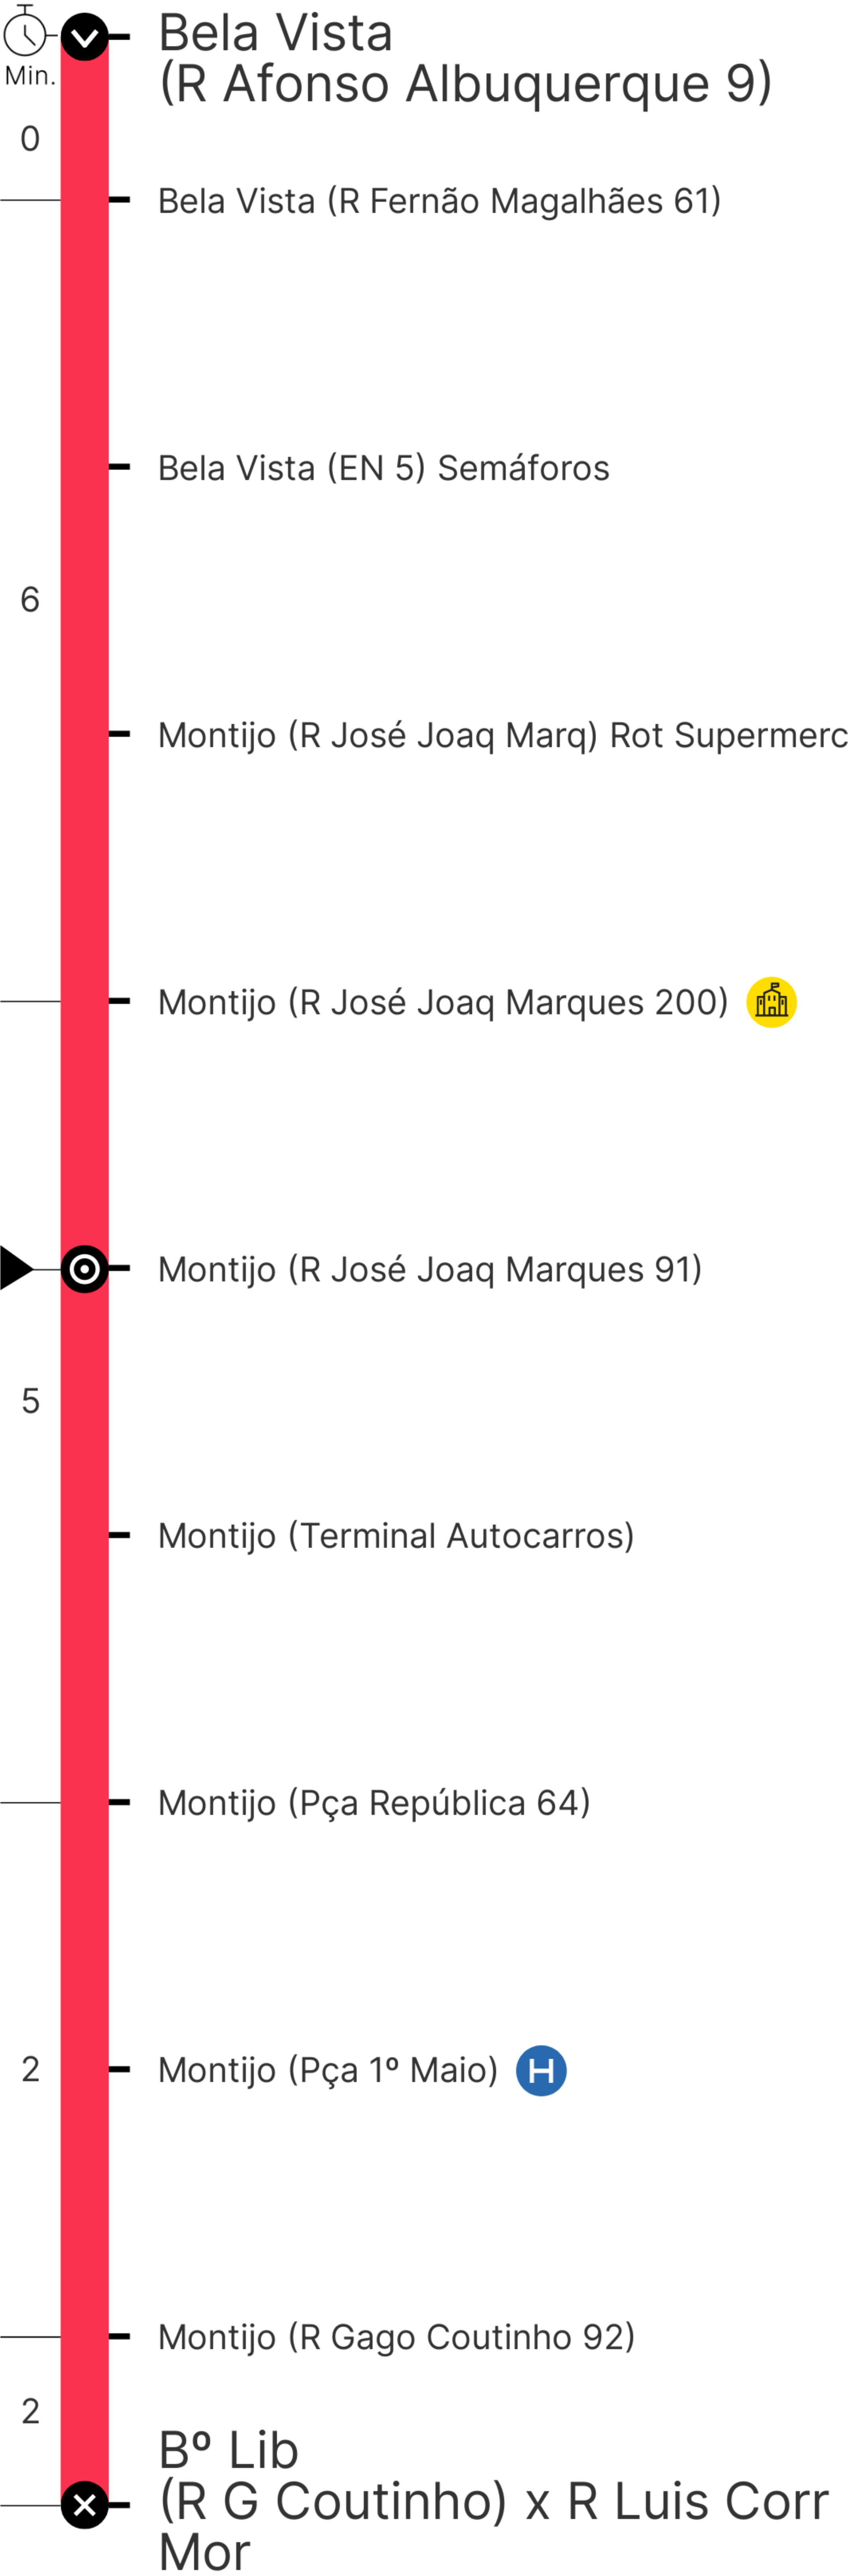 Bela Vista
(R Afonso Albuquerque 9)
Min.
0
Bela Vista (R Fernão Magalhães 61)
Bela Vista (EN 5) Semáforos
6
Montijo (R José Joaq Marq) Rot Supermerc
Montijo (R José Joaq Marques 200)
Montijo (R José Joaq Marques 91)
5
Montijo (Terminal Autocarros)
Montijo (Pça República 64)
2
Montijo (Pça 1º Maio) H
Montijo (R Gago Coutinho 92)
2
Bº Lib
(R G Coutinho) x R Luis Corr
Mor